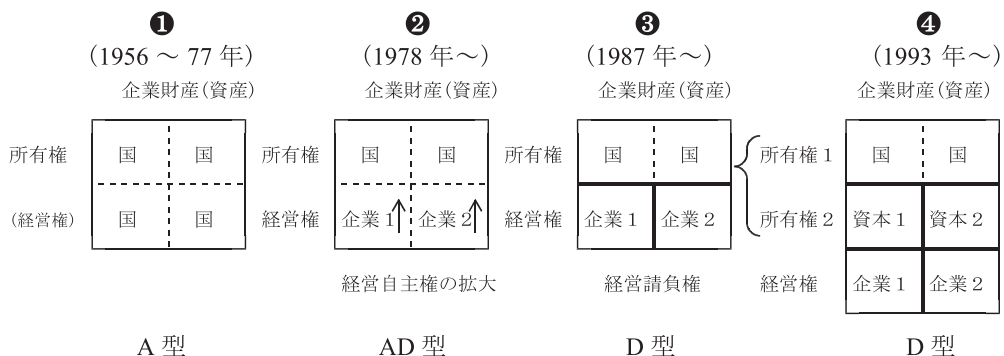 ❶ ❷ ❸ ❹
(1956 ～ 77 年) (1978 年～) (1987 年～) (1993 年～)
企業財産(資産) 企業財産(資産) 企業財産(資産) 企業財産(資産)
所有権 国 国 所有権 国 国 所有権 国 国 所有権 1 国 国
(経営権) 国 国 経営権 企業 1 企業 2 経営権 企業 1 企業 2 所有権 2 資本 1 資本 2
経営自主権の拡大 経営請負権 経営権 企業 1 企業 2
A 型 AD 型 D 型 D 型